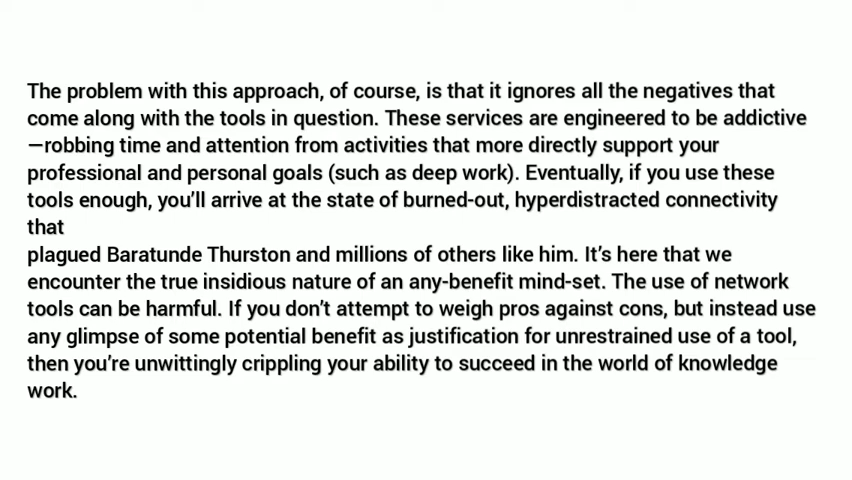 The problem with this approach, of course, is that it ignores all the negatives that
come along with the tools in question. These services are engineered to be addictive
—robbing time and attention from activities that more directly support your
professional and personal goals (such as deep work). Eventually, if you use these
tools enough, you’ll arrive at the state of burned-out, hyperdistracted connectivity
that
plagued Baratunde Thurston and millions of others like him. It’s here that we
encounter the true insidious nature of an any-benefit mind-set. The use of network
tools can be harmful. If you don’t attempt to weigh pros against cons, but instead use
any glimpse of some potential benefit as justification for unrestrained use of a tool,
then you’re unwittingly crippling your ability to succeed in the world of knowledge
work.